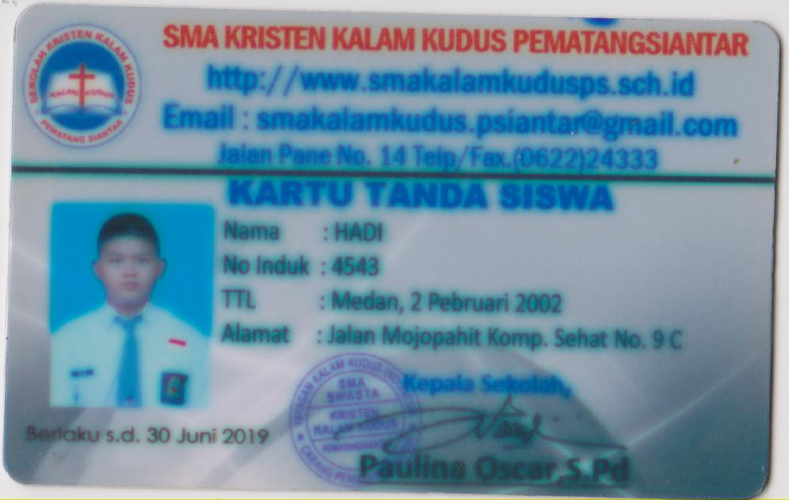 SMA KRISTEN KALAM KUDUS PEMATANGSIANTAR
http://www.smakalamkudusps.sch.id
Email : smakalamkudus.psiantar@gmail.com
Jalan Pane No. 14 Telp/Fax.(0622)24333
SEKOLAH KRISTEN KALAM KUDUS
KALAM KUDUS
PEMATANG SIANTAR
KARTU TANDA SISWA
Nama : HADI
No Induk : 4543
TTL : Medan, 2 Pebruari 2002
Alamat : Jalan Mojopahit Komp. Sehat No. 9 C
Berlaku s.d. 30 Juni 2019
Kepala Sekolah,
YAYASAN KALAM KUDUS
SMA
SWASTA
KRISTEN
KALAM KUDUS
Paulina Oscar,S.Pd